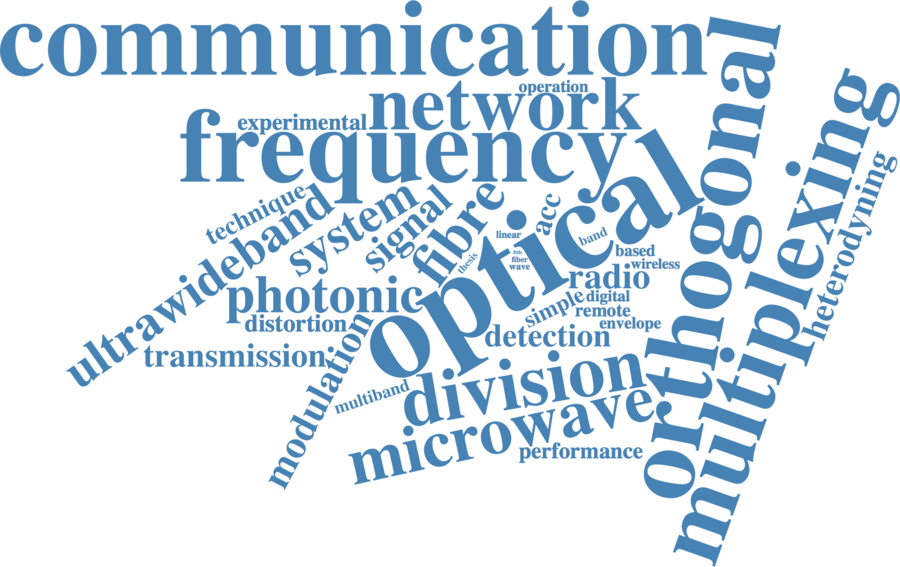 communication
operation
network
experimental
frequency
orthogonal
multiplexing
heterodyning
optical
technique
ultrawideband
system
signal
fibre
acc
linear
band
thesis
fiber
wave
based
wireless
radio
photonic
simple
digital
remote
envelope
distortion
detection
transmission
modulation
multiband
division
microwave
performance